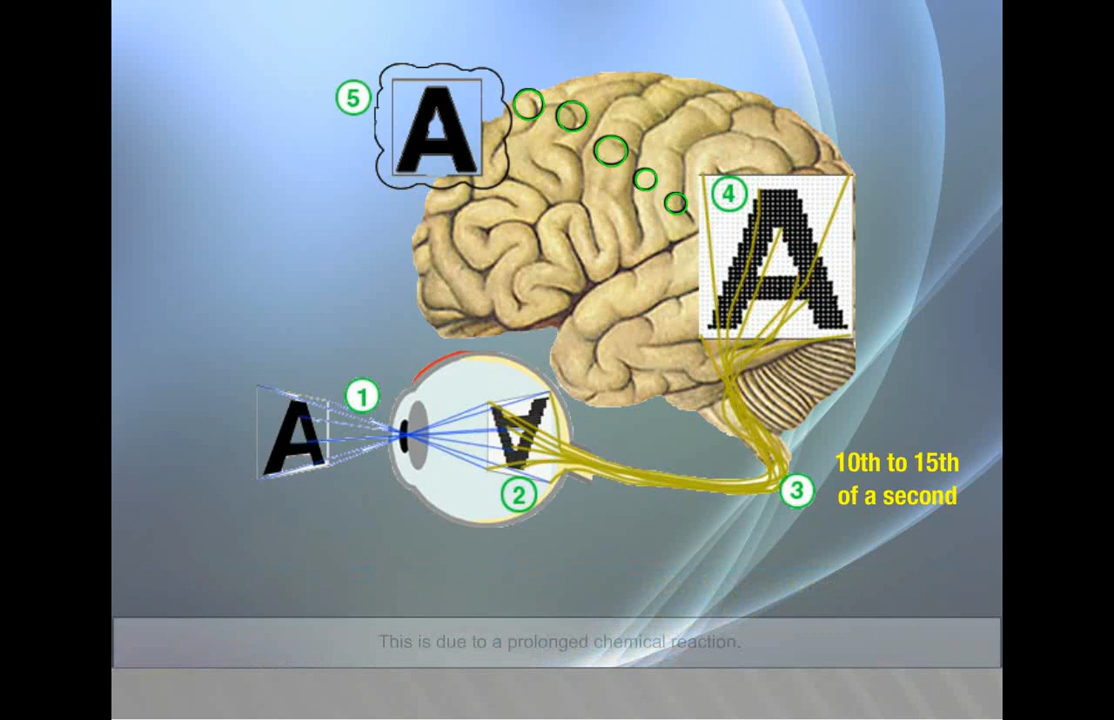 5
A
4
A
1
A
A
2
3
10th to 15th
of a second
This is due to a prolonged chemical reaction.